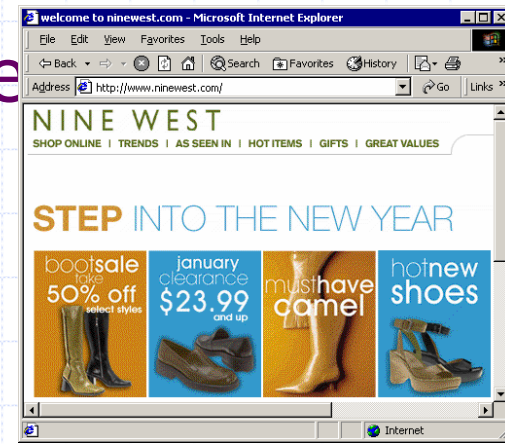 e
welcome to ninewest.com - Microsoft Internet Explorer
File Edit View Favorites Tools Help
Back Search Favorites History »
Address http://www.ninewest.com/ Go Links »
NINE WEST
SHOP ONLINE | TRENDS | AS SEEN IN | HOT ITEMS | GIFTS | GREAT VALUES
STEP INTO THE NEW YEAR
bootsale
take
50% off
select styles
january
clearance
$23.99
and up
musthave
camel
hotnew
shoes
Internet